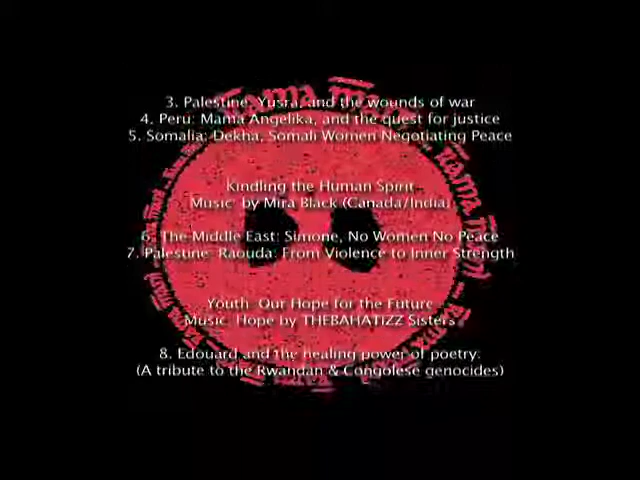 3. Palestine: Yusra, and the wounds of war
4. Peru: Mama Angelika, and the quest for justice
5. Somalia: Dekha, Somali Women Negotiating Peace
Kindling the Human Spirit
Music: by Mira Black (Canada/India)
6. The Middle East: Simone, No Women No Peace
7. Palestine: Raouda: From Violence to Inner Strength
Youth: Our Hope for the Future
Music: Hope by THEBAHATIZZ Sisters
8. Edouard and the healing power of poetry.
(A tribute to the Rwandan & Congolese genocides)